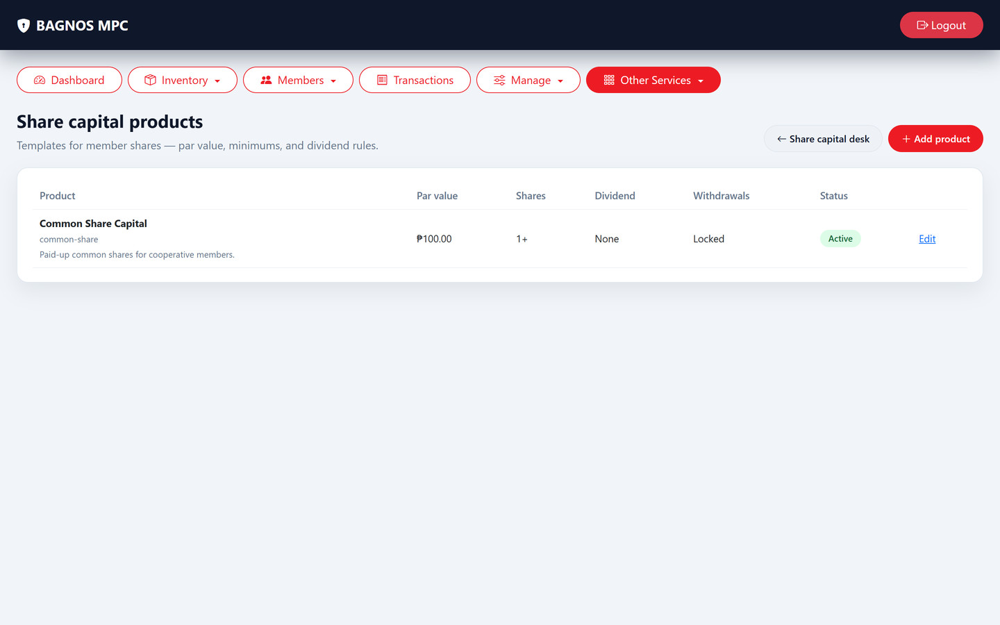 BAGNOS MPC
Logout
Dashboard
Inventory
Members
Transactions
Manage
Other Services
Share capital products
Templates for member shares — par value, minimums, and dividend rules.
← Share capital desk
+ Add product
Product Par value Shares Dividend Withdrawals Status
Common Share Capital
common-share
Paid-up common shares for cooperative members.
₱100.00 1+ None Locked Active Edit